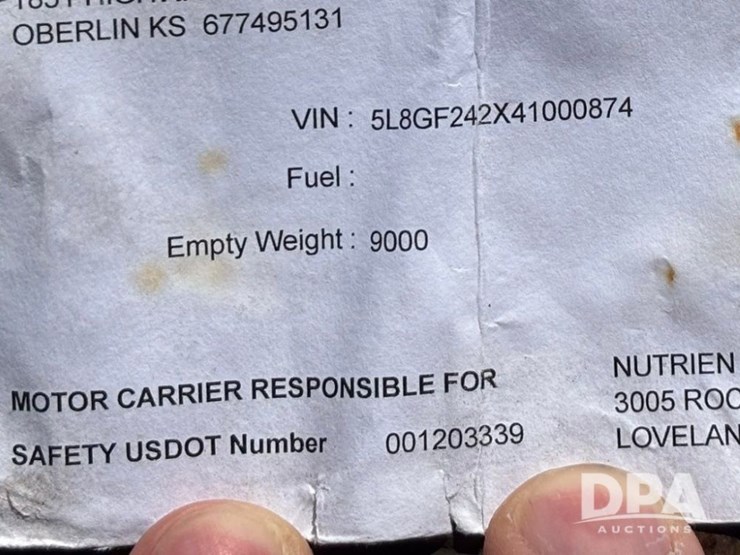 OBERLIN KS 677495131
VIN : 5L8GF242X41000874
Fuel :
Empty Weight : 9000
MOTOR CARRIER RESPONSIBLE FOR
SAFETY USDOT Number 001203339
NUTRIEN
3005 ROC
LOVELAN
DPA
AUCTIONS